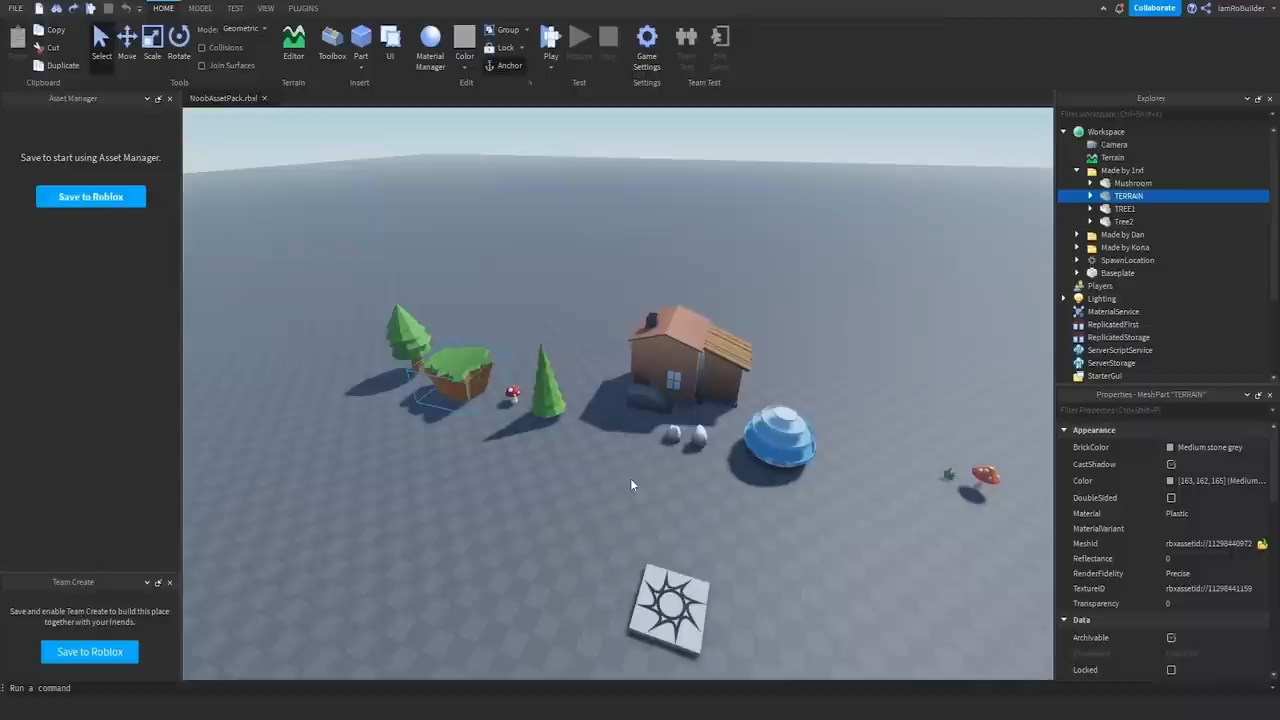 FILE HOME MODEL TEST VIEW PLUGINS Collaborate IamRoBuilder
Copy
Cut
Duplicate
Clipboard
Select Move Scale Rotate
Mode: Geometric
Collisions
Join Surfaces
Tools
Editor
Terrain
Toolbox Part UI
Insert
Material Manager
Color
Group
Lock
Anchor
Edit
Play
Test
Game Settings
Settings
Team Test
Asset Manager
NoobAssetPack.rbxl
Explorer
Filter workspace (Ctrl+Shift+X)
Save to start using Asset Manager.
Save to Roblox
Workspace
Camera
Terrain
Made by 1rxf
Mushroom
TERRAIN
TREE1
Tree2
Made by Dan
Made by Kona
SpawnLocation
Baseplate
Players
Lighting
MaterialService
ReplicatedFirst
ReplicatedStorage
ServerScriptService
ServerStorage
StarterGui
Properties - MeshPart "TERRAIN"
Filter Properties (Ctrl+Shift+P)
Appearance
BrickColor Medium stone grey
CastShadow
Color [163, 162, 165] (Medium...
DoubleSided
Material Plastic
MaterialVariant
MeshId rbxassetid://11298440972
Reflectance 0
RenderFidelity Precise
TextureID rbxassetid://11298441159
Transparency 0
Data
Archivable
Locked
Team Create
Save and enable Team Create to build this place
together with your friends.
Save to Roblox
Run a command